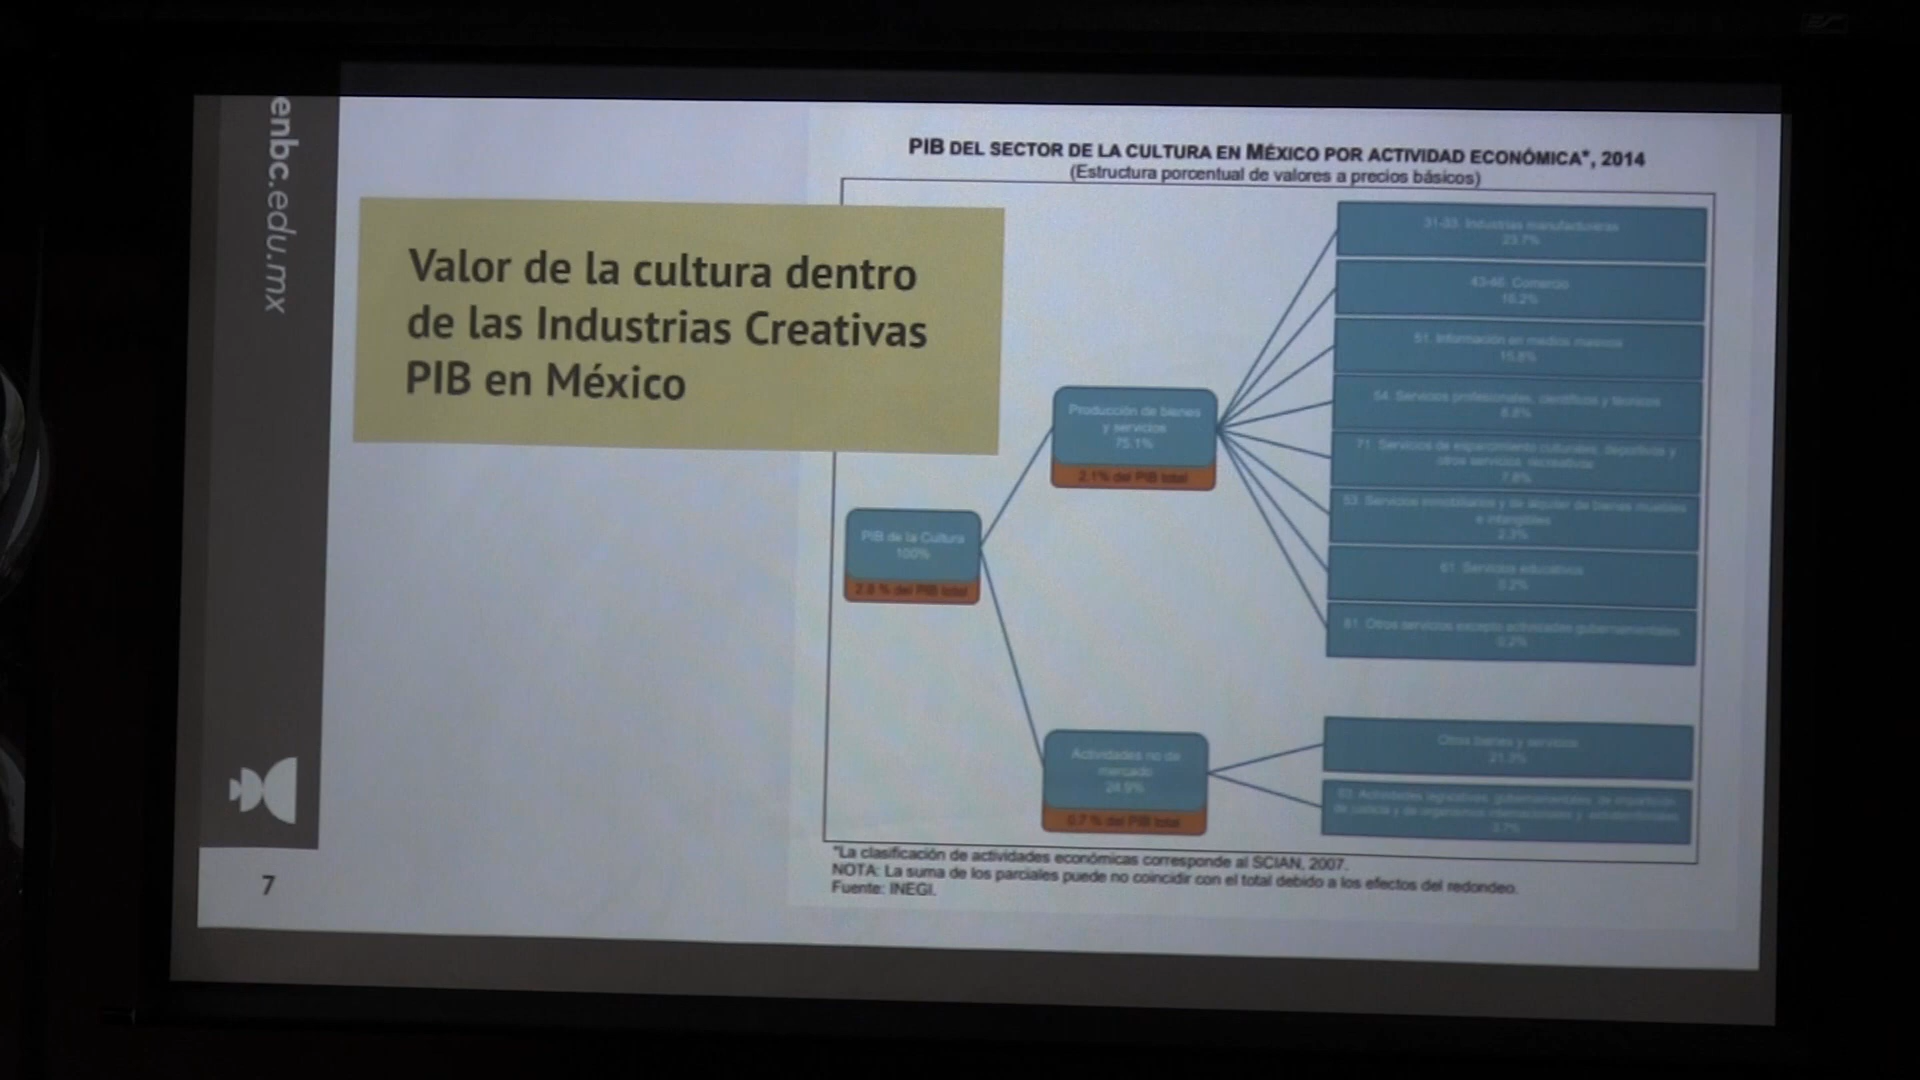 enbc.edu.mx
Valor de la cultura dentro
de las Industrias Creativas
PIB en México
7
PIB DEL SECTOR DE LA CULTURA EN MÉXICO POR ACTIVIDAD ECONÓMICA*, 2014
(Estructura porcentual de valores a precios básicos)
PIB de la Cultura
100%
2.8 % del PIB total
Producción de bienes
y servicios
75.1%
2.1% del PIB total
31-33. Industrias manufactureras
23.7%
43-46. Comercio
16.2%
51. Información en medios masivos
15.8%
54. Servicios profesionales, científicos y técnicos
8.8%
71. Servicios de esparcimiento culturales, deportivos y
otros servicios recreativos
7.8%
53. Servicios inmobiliarios y de alquiler de bienes muebles
e intangibles
2.3%
61. Servicios educativos
0.2%
81. Otros servicios excepto actividades gubernamentales
0.2%
Actividades no de
mercado
24.9%
0.7 % del PIB total
Otros bienes y servicios
21.3%
93. Actividades legislativas, gubernamentales, de impartición
de justicia y de organismos internacionales y extraterritoriales
3.7%
*La clasificación de actividades económicas corresponde al SCIAN, 2007.
NOTA: La suma de los parciales puede no coincidir con el total debido a los efectos del redondeo.
Fuente: INEGI.